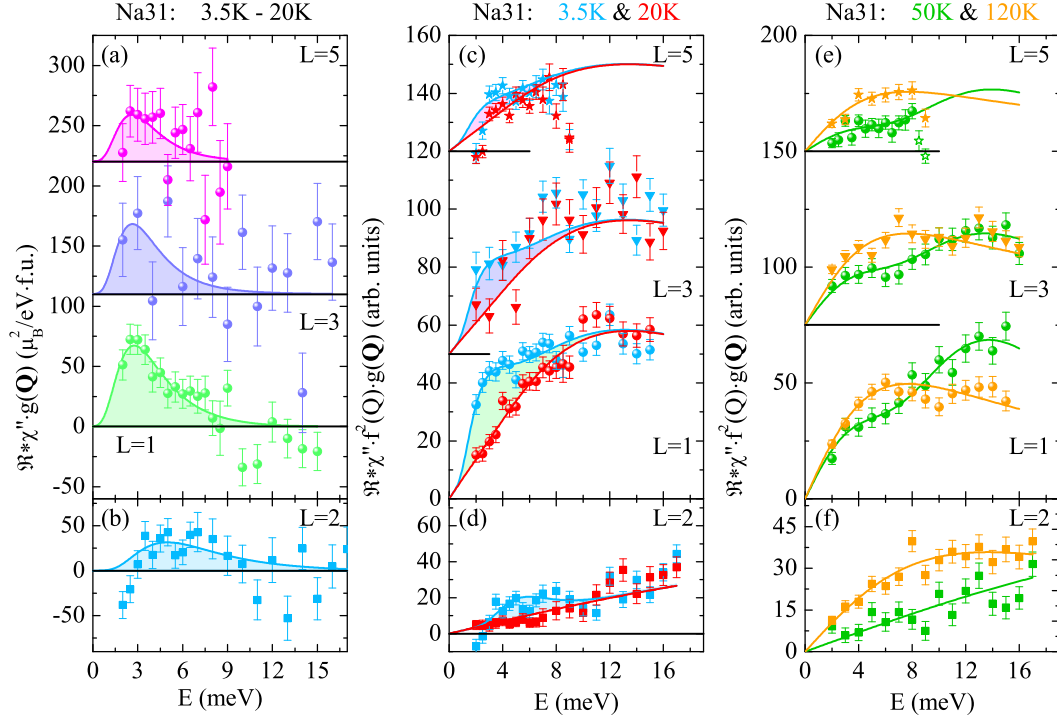 Na31: 3.5K - 20K
Na31: 3.5K & 20K
Na31: 50K & 120K
(a)
L=5
L=3
L=1
300
250
200
150
100
50
0
-50
ℜ*χ''·g(Q) (μ_B^2/eV·f.u.)
(b)
L=2
50
0
-50
0 3 6 9 12 15
E (meV)
(c)
L=5
L=3
L=1
160
140
120
100
80
60
40
20
0
ℜ*χ''·f²(Q)·g(Q) (arb. units)
(d)
L=2
60
40
20
0
0 4 8 12 16
E (meV)
(e)
L=5
L=3
L=1
200
150
100
50
0
ℜ*χ''·f²(Q)·g(Q) (arb. units)
(f)
L=2
45
30
15
0
0 4 8 12 16
E (meV)